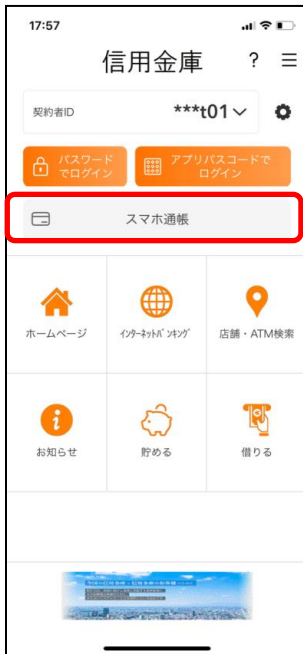 17:57
信用金庫 ? 
契約者ID ***t01
パスワード
でログイン
アプリパスコードで
ログイン
スマホ通帳
ホームページ
インターネットバンキング
店舗・ATM検索
お知らせ
貯める
借りる